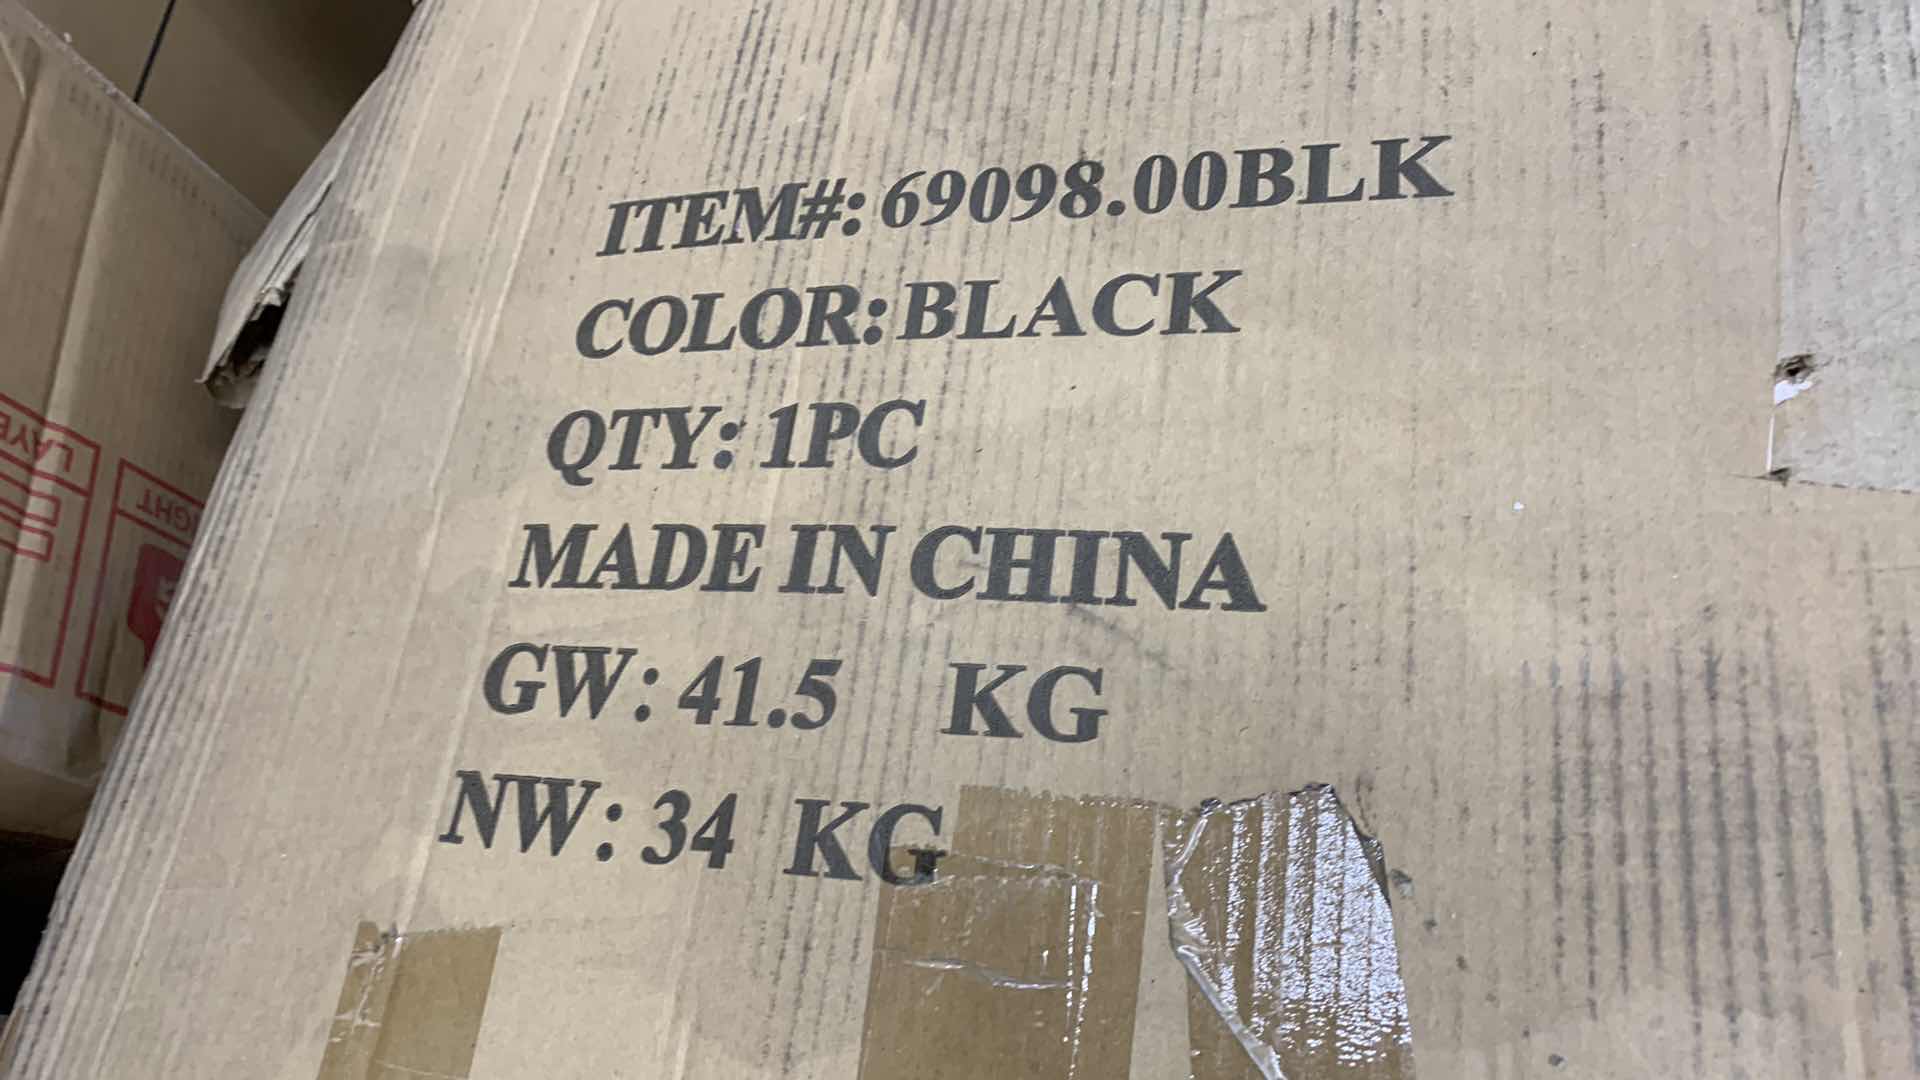 ITEM#: 69098.00BLK
COLOR: BLACK
QTY: 1PC
MADE IN CHINA
GW: 41.5 KG
NW: 34 KG